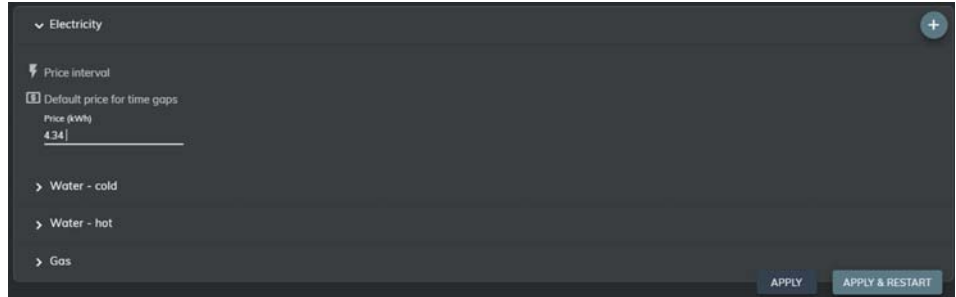 Electricity
Price interval
Default price for time gaps
Price (kWh)
4.34
Water - cold
Water - hot
Gas
APPLY
APPLY & RESTART